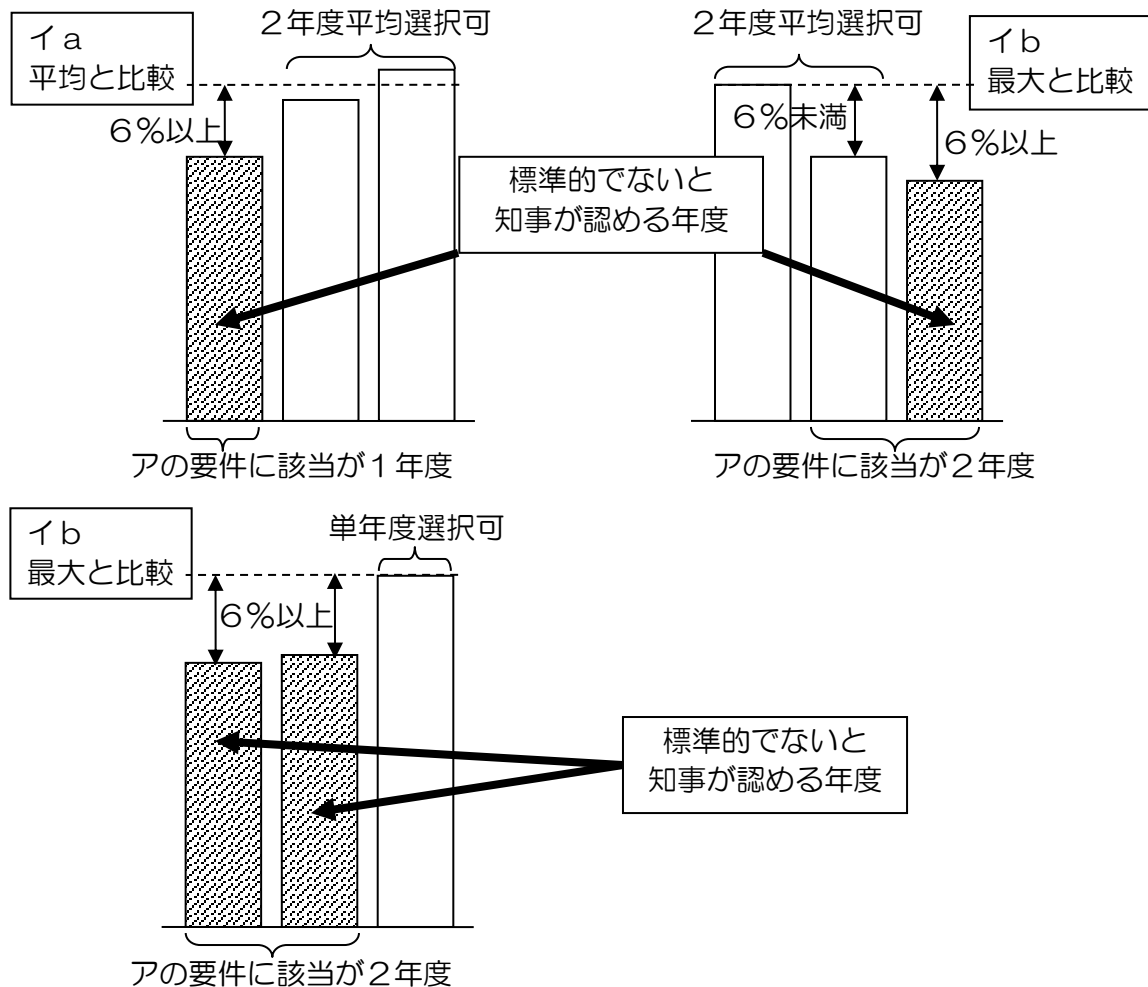 イａ
平均と比較
２年度平均選択可
６％以上
アの要件に該当が１年度
２年度平均選択可
イｂ
最大と比較
６％未満
６％以上
アの要件に該当が２年度
標準的でないと
知事が認める年度
イｂ
最大と比較
単年度選択可
６％以上
アの要件に該当が２年度
標準的でないと
知事が認める年度